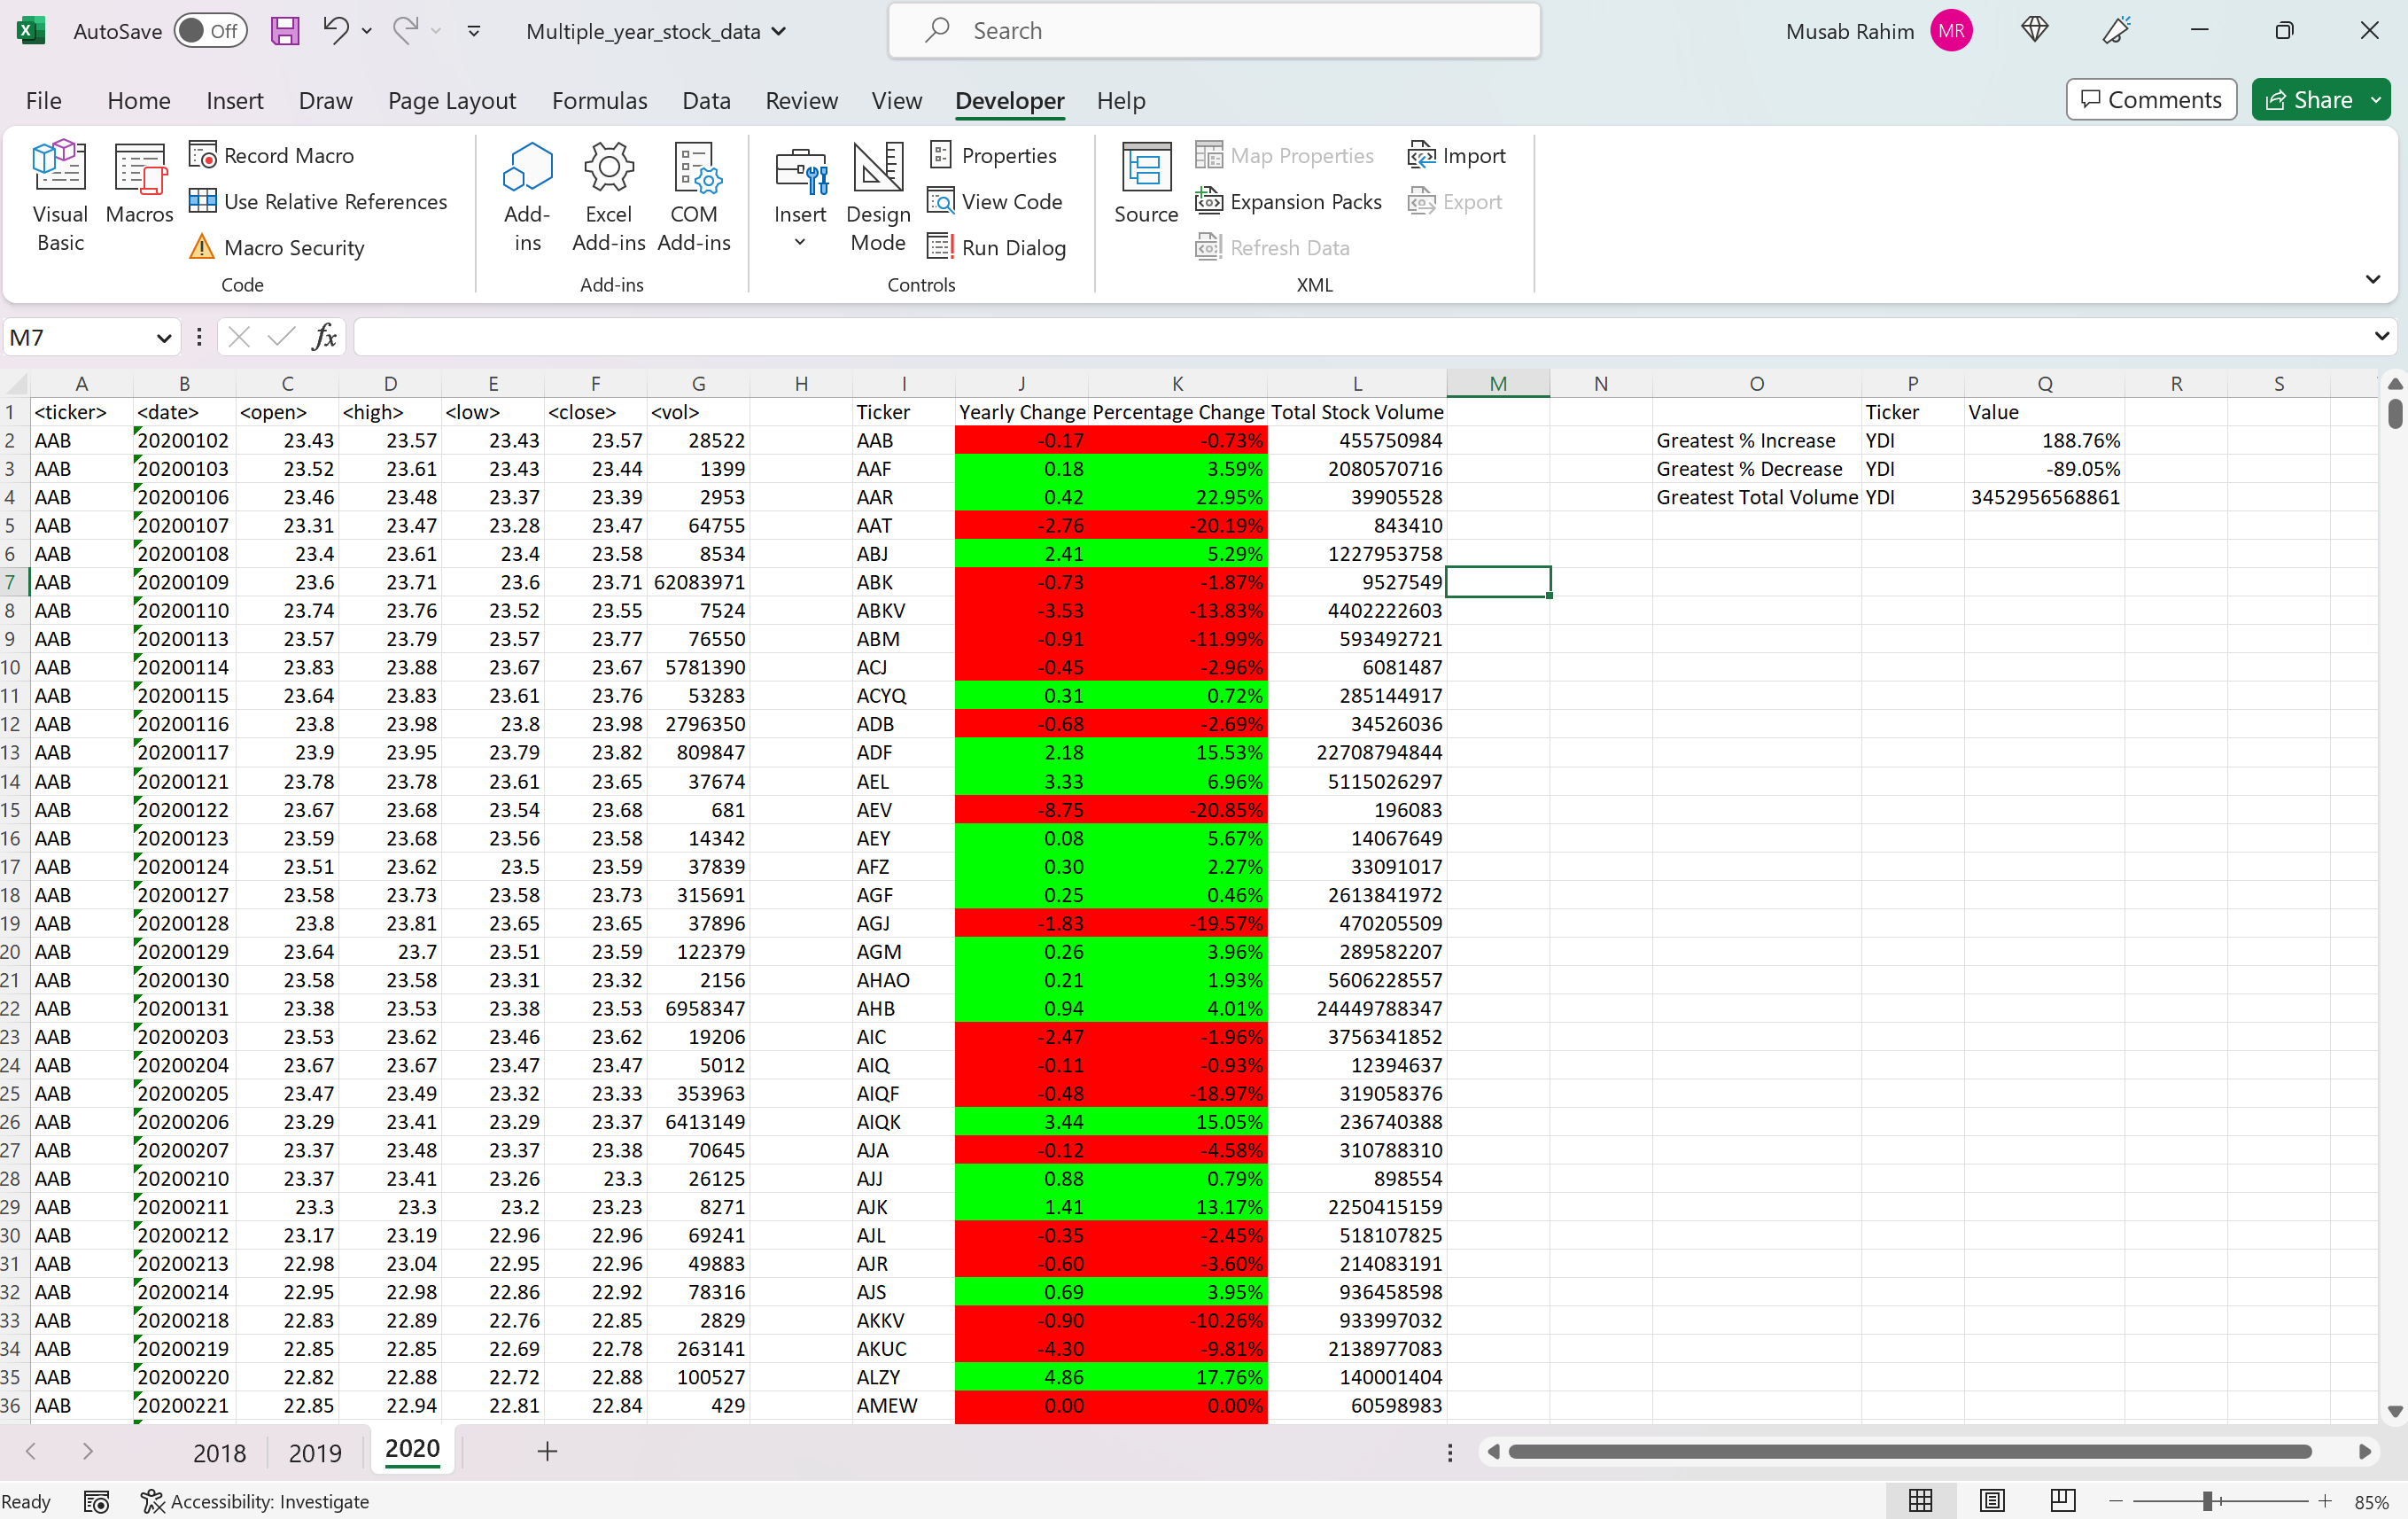 AutoSave Off Multiple_year_stock_data Search Musab Rahim MR
File Home Insert Draw Page Layout Formulas Data Review View Developer Help Comments Share
Visual Basic Macros Record Macro Use Relative References Macro Security Code
Add-ins Excel Add-ins COM Add-ins Add-ins
Insert Design Mode Properties View Code Run Dialog Controls
Source Map Properties Expansion Packs Refresh Data Import Export XML
M7 fx
A B C D E F G H I J K L M N O P Q R S
1 <ticker> <date> <open> <high> <low> <close> <vol> Ticker Yearly Change Percentage Change Total Stock Volume Ticker Value
2 AAB 20200102 23.43 23.57 23.43 23.57 28522 AAB -0.17 -0.73% 455750984 Greatest % Increase YDI 188.76%
3 AAB 20200103 23.52 23.61 23.43 23.44 1399 AAF 0.18 3.59% 2080570716 Greatest % Decrease YDI -89.05%
4 AAB 20200106 23.46 23.48 23.37 23.39 2953 AAR 0.42 22.95% 39905528 Greatest Total Volume YDI 3452956568861
5 AAB 20200107 23.31 23.47 23.28 23.47 64755 AAT -2.76 -20.19% 843410
6 AAB 20200108 23.4 23.61 23.4 23.58 8534 ABJ 2.41 5.29% 1227953758
7 AAB 20200109 23.6 23.71 23.6 23.71 62083971 ABK -0.73 -1.87% 9527549
8 AAB 20200110 23.74 23.76 23.52 23.55 7524 ABKV -3.53 -13.83% 4402222603
9 AAB 20200113 23.57 23.79 23.57 23.77 76550 ABM -0.91 -11.99% 593492721
10 AAB 20200114 23.83 23.88 23.67 23.67 5781390 ACJ -0.45 -2.96% 6081487
11 AAB 20200115 23.64 23.83 23.61 23.76 53283 ACYQ 0.31 0.72% 285144917
12 AAB 20200116 23.8 23.98 23.8 23.98 2796350 ADB -0.68 -2.69% 34526036
13 AAB 20200117 23.9 23.95 23.79 23.82 809847 ADF 2.18 15.53% 22708794844
14 AAB 20200121 23.78 23.78 23.61 23.65 37674 AEL 3.33 6.96% 5115026297
15 AAB 20200122 23.67 23.68 23.54 23.68 681 AEV -8.75 -20.85% 196083
16 AAB 20200123 23.59 23.68 23.56 23.58 14342 AEY 0.08 5.67% 14067649
17 AAB 20200124 23.51 23.62 23.5 23.59 37839 AFZ 0.30 2.27% 33091017
18 AAB 20200127 23.58 23.73 23.58 23.73 315691 AGF 0.25 0.46% 2613841972
19 AAB 20200128 23.8 23.81 23.65 23.65 37896 AGJ -1.83 -19.57% 470205509
20 AAB 20200129 23.64 23.7 23.51 23.59 122379 AGM 0.26 3.96% 289582207
21 AAB 20200130 23.58 23.58 23.31 23.32 2156 AHAO 0.21 1.93% 5606228557
22 AAB 20200131 23.38 23.53 23.38 23.53 6958347 AHB 0.94 4.01% 24449788347
23 AAB 20200203 23.53 23.62 23.46 23.62 19206 AIC -2.47 -1.96% 3756341852
24 AAB 20200204 23.67 23.67 23.47 23.47 5012 AIQ -0.11 -0.93% 12394637
25 AAB 20200205 23.47 23.49 23.32 23.33 353963 AIQF -0.48 -18.97% 319058376
26 AAB 20200206 23.29 23.41 23.29 23.37 6413149 AIQK 3.44 15.05% 236740388
27 AAB 20200207 23.37 23.48 23.37 23.38 70645 AJA -0.12 -4.58% 310788310
28 AAB 20200210 23.37 23.41 23.26 23.3 26125 AJJ 0.88 0.79% 898554
29 AAB 20200211 23.3 23.3 23.2 23.23 8271 AJK 1.41 13.17% 2250415159
30 AAB 20200212 23.17 23.19 22.96 22.96 69241 AJL -0.35 -2.45% 518107825
31 AAB 20200213 22.98 23.04 22.95 22.96 49883 AJR -0.60 -3.60% 214083191
32 AAB 20200214 22.95 22.98 22.86 22.92 78316 AJS 0.69 3.95% 936458598
33 AAB 20200218 22.83 22.89 22.76 22.85 2829 AKKV -0.90 -10.26% 933997032
34 AAB 20200219 22.85 22.85 22.69 22.78 263141 AKUC -4.30 -9.81% 2138977083
35 AAB 20200220 22.82 22.88 22.72 22.88 100527 ALZY 4.86 17.76% 140001404
36 AAB 20200221 22.85 22.94 22.81 22.84 429 AMEW 0.00 0.00% 60598983
2018 2019 2020
Ready Accessibility: Investigate 85%